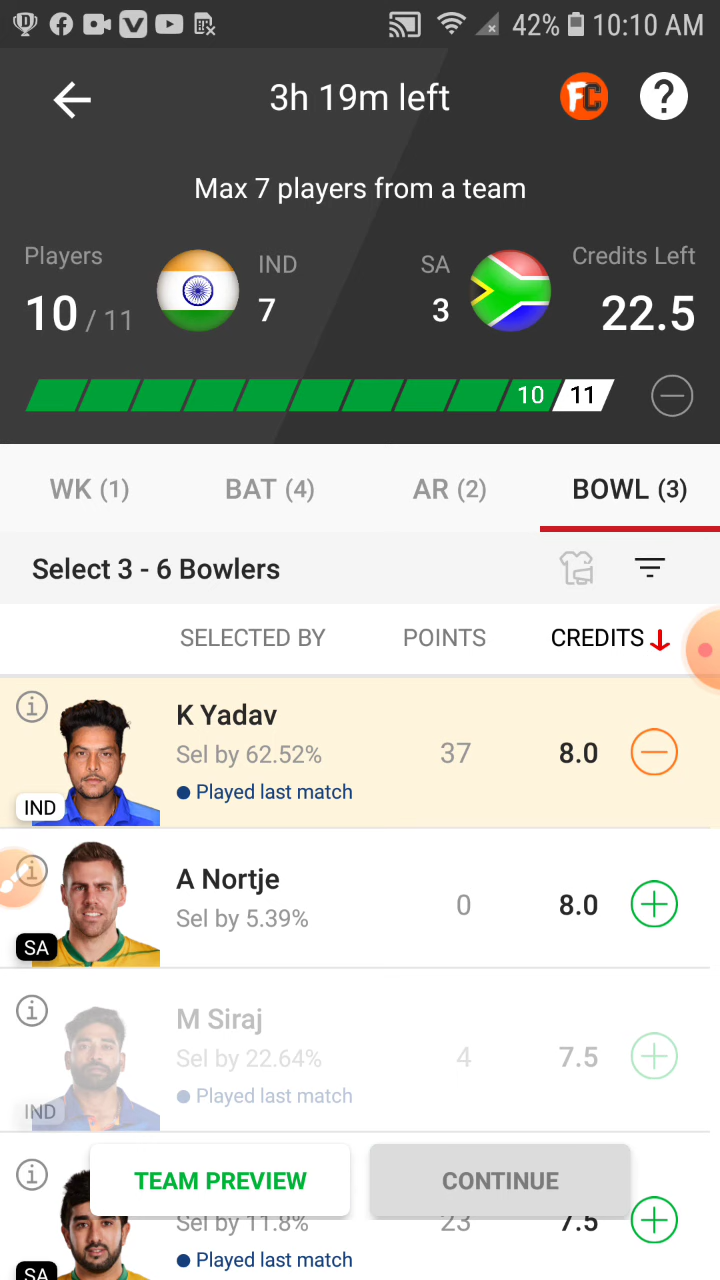 42% 10:10 AM
3h 19m left
FC
?
Max 7 players from a team
Players
IND
SA
Credits Left
10 / 11
7
3
22.5
10
11
WK (1)
BAT (4)
AR (2)
BOWL (3)
Select 3 - 6 Bowlers
SELECTED BY
POINTS
CREDITS
K Yadav
Sel by 62.52%
37
8.0
Played last match
IND
A Nortje
Sel by 5.39%
0
8.0
SA
M Siraj
Sel by 22.64%
4
7.5
Played last match
IND
TEAM PREVIEW
CONTINUE
Sel by 11.8%
23
7.5
Played last match
SA